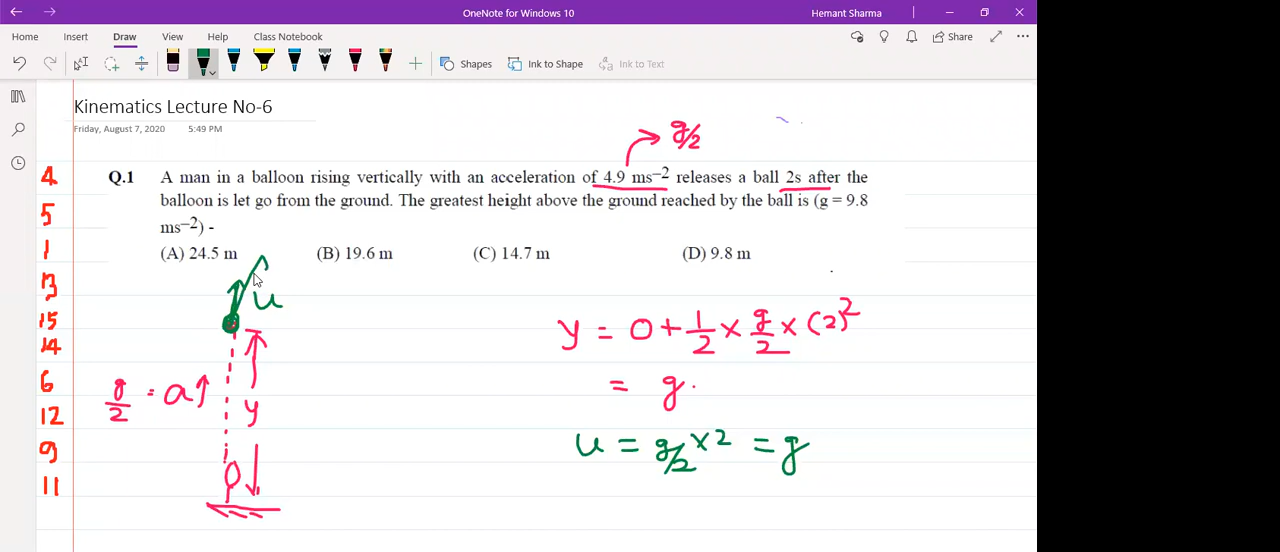 OneNote for Windows 10
Hemant Sharma
Home Insert Draw View Help Class Notebook
Share
Shapes Ink to Shape Ink to Text
Kinematics Lecture No-6
Friday, August 7, 2020 5:49 PM
g/2
Q.1 A man in a balloon rising vertically with an acceleration of 4.9 ms–2 releases a ball 2s after the
balloon is let go from the ground. The greatest height above the ground reached by the ball is (g = 9.8
ms–2) -
(A) 24.5 m (B) 19.6 m (C) 14.7 m (D) 9.8 m
4
5
1
13
15
14
6
12
9
11
u
g/2 = a↑
y
y = 0 + 1/2 × g/2 × (2)²
= g.
u = g/2 × 2 = g